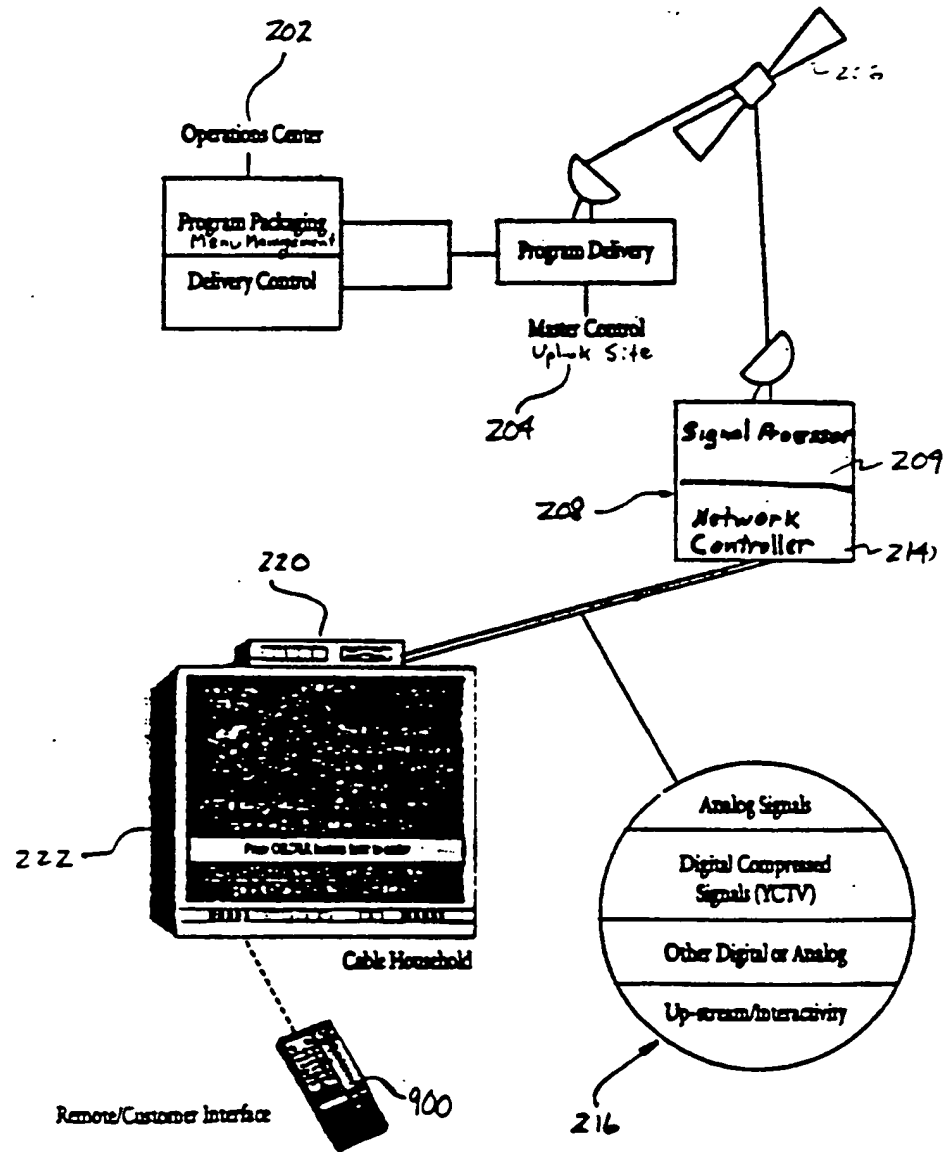 202
Operations Center
Program Packaging
Menu Management
Delivery Control
Program Delivery
Master Control
Uplink Site
204
Signal Processor
209
208
Network
Controller
214
220
222
Cable Household
Analog Signals
Digital Compressed
Signals (YCTV)
Other Digital or Analog
Up-stream/Interactivity
216
900
Remote/Customer Interface